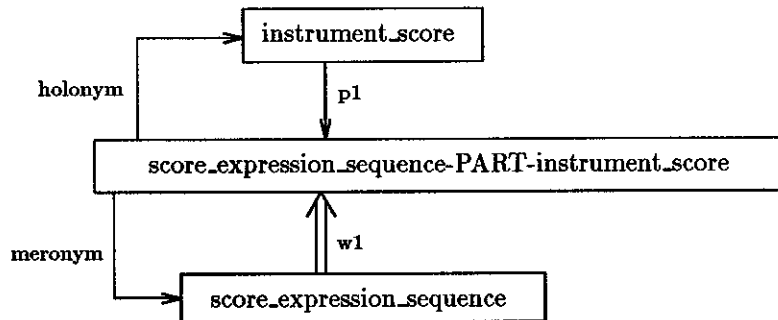 instrument_score
holonym
p1
score_expression_sequence-PART-instrument_score
meronym
w1
score_expression_sequence